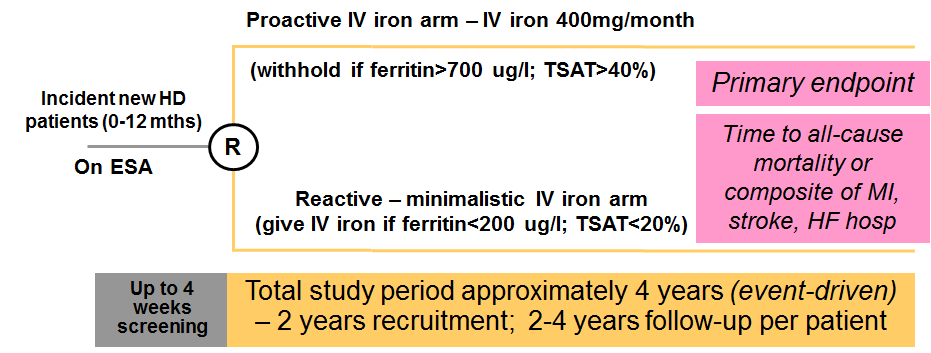 Proactive IV iron arm – IV iron 400mg/month
(withhold if ferritin>700 ug/l; TSAT>40%)
Incident new HD
patients (0-12 mths)
On ESA
R
Reactive – minimalistic IV iron arm
(give IV iron if ferritin<200 ug/l; TSAT<20%)
Primary endpoint
Time to all-cause
mortality or
composite of MI,
stroke, HF hosp
Up to 4
weeks
screening
Total study period approximately 4 years (event-driven)
– 2 years recruitment; 2-4 years follow-up per patient